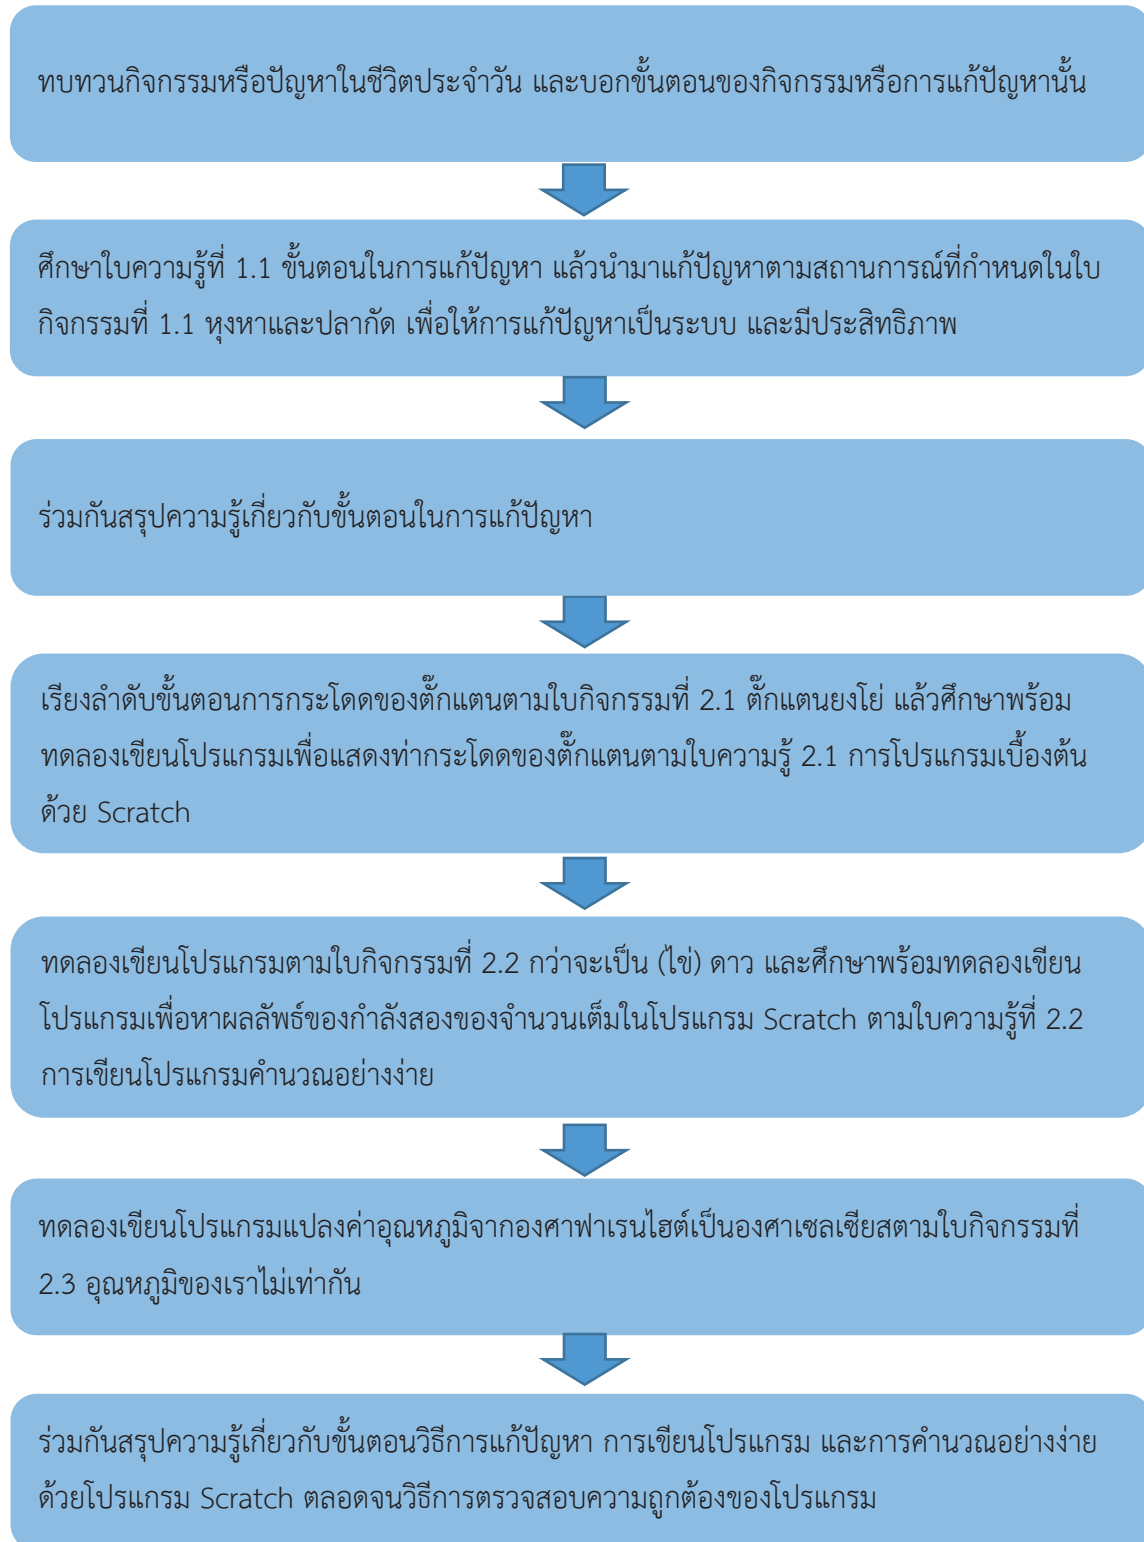 ทบทวนกิจกรรมหรือปัญหาในชีวิตประจำวัน และบอกขั้นตอนของกิจกรรมหรือการแก้ปัญหานั้น
ศึกษาใบความรู้ที่ 1.1 ขั้นตอนในการแก้ปัญหา แล้วนำมาแก้ปัญหาตามสถานการณ์ที่กำหนดในใบ
กิจกรรมที่ 1.1 หุงหาและปลากัด เพื่อให้การแก้ปัญหาเป็นระบบ และมีประสิทธิภาพ
ร่วมกันสรุปความรู้เกี่ยวกับขั้นตอนในการแก้ปัญหา
เรียงลำดับขั้นตอนการกระโดดของตั๊กแตนตามใบกิจกรรมที่ 2.1 ตั๊กแตนยงโย่ แล้วศึกษาพร้อม
ทดลองเขียนโปรแกรมเพื่อแสดงท่ากระโดดของตั๊กแตนตามใบความรู้ 2.1 การโปรแกรมเบื้องต้น
ด้วย Scratch
ทดลองเขียนโปรแกรมตามใบกิจกรรมที่ 2.2 กว่าจะเป็น (ไข่) ดาว และศึกษาพร้อมทดลองเขียน
โปรแกรมเพื่อหาผลลัพธ์ของกำลังสองของจำนวนเต็มในโปรแกรม Scratch ตามใบความรู้ที่ 2.2
การเขียนโปรแกรมคำนวณอย่างง่าย
ทดลองเขียนโปรแกรมแปลงค่าอุณหภูมิจากองศาฟาเรนไฮต์เป็นองศาเซลเซียสตามใบกิจกรรมที่
2.3 อุณหภูมิของเราไม่เท่ากัน
ร่วมกันสรุปความรู้เกี่ยวกับขั้นตอนวิธีการแก้ปัญหา การเขียนโปรแกรม และการคำนวณอย่างง่าย
ด้วยโปรแกรม Scratch ตลอดจนวิธีการตรวจสอบความถูกต้องของโปรแกรม